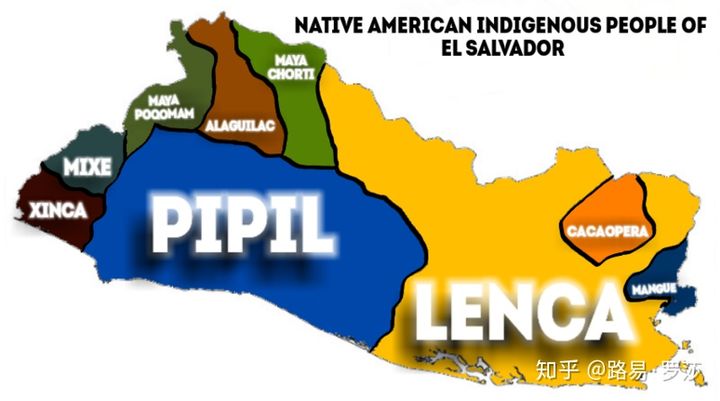 NATIVE AMERICAN INDIGENOUS PEOPLE OF
EL SALVADOR
MAYA
CHORTI
MAYA
POQOMAM
ALAGUILAC
MIXE
XINCA
PIPIL
CACAOPERA
MANGUE
LENCA
知乎 @路易·罗莎